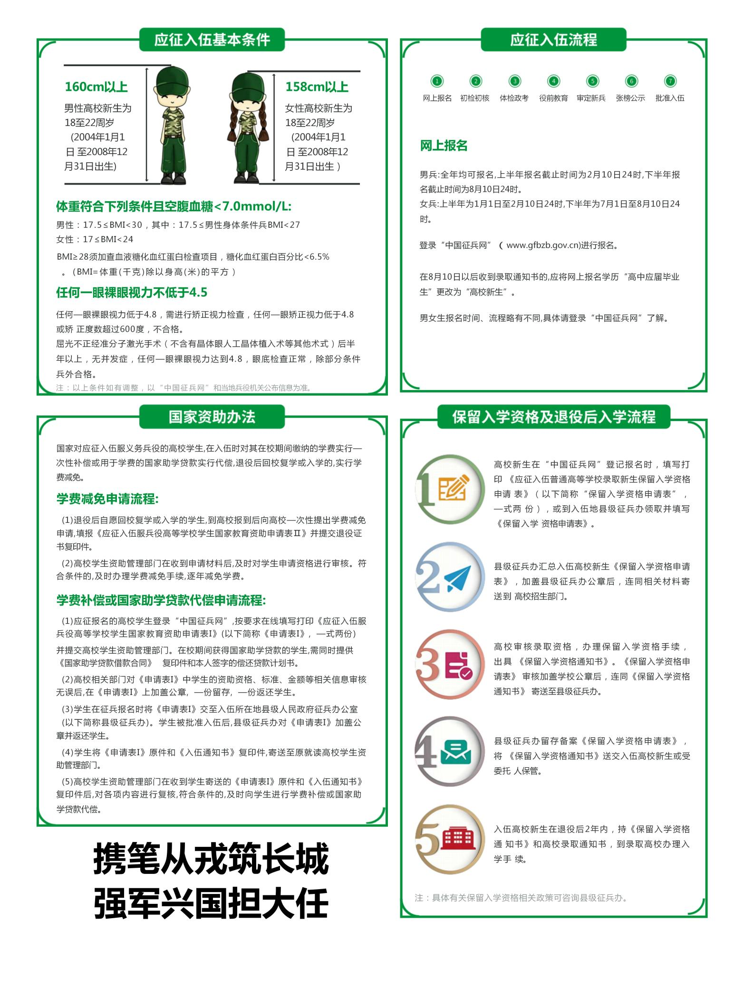 应征入伍基本条件
160cm以上
男性高校新生为
18至22周岁
(2004年1月1
日 至2008年12
月31日出生)
158cm以上
女性高校新生为
18至22周岁
(2004年1月1
日 至2008年12
月31日出生 ）
体重符合下列条件且空腹血糖<7.0mmol/L:
男性：17.5≤BMI<30，其中：17.5≤男性身体条件兵BMI<27
女性：17≤BMI<24
BMI≥28须加查血液糖化血红蛋白检查项目，糖化血红蛋白百分比<6.5%
。(BMI=体重(千克)除以身高(米)的平方 ）
任何一眼裸眼视力不低于4.5
任何—眼裸眼视力低于4.8，需进行矫正视力检查，任何—眼矫正视力低于4.8
或矫 正度数超过600度，不合格。
屈光不正经准分子激光手术（不含有晶体眼人工晶体植入术等其他术式）后半
年以上，无并发症，任何—眼裸眼视力达到4.8，眼底检查正常，除部分条件
兵外合格。
注：以上条件如有调整，以“中国征兵网”和当地兵役机关公布信息为准。
应征入伍流程
1 2 3 4 5 6 7
网上报名 初检初核 体检政考 役前教育 审定新兵 张榜公示 批准入伍
网上报名
男兵:全年均可报名,上半年报名截止时间为2月10日24时,下半年报
名截止时间为8月10日24时。
女兵:上半年为1月1日至2月10日24时,下半年为7月1日至8月10日24
时。
登录“中国征兵网”（ www.gfbzb.gov.cn)进行报名。
在8月10日以后收到录取通知书的,应将网上报名学历“高中应届毕业
生”更改为“高校新生”。
男女生报名时间、流程略有不同,具体请登录“中国征兵网”了解。
国家资助办法
国家对应征入伍服义务兵役的高校学生,在入伍时对其在校期间缴纳的学费实行—
次性补偿或用于学费的国家助学贷款实行代偿,退役后回校复学或入学的,实行学
费减免。
学费减免申请流程:
(1)退役后自愿回校复学或入学的学生,到高校报到后向高校—次性提出学费减免
申请,填报《应征入伍服兵役高等学校学生国家教育资助申请表Ⅱ》并提交退役证
书复印件。
(2)高校学生资助管理部门在收到申请材料后,及时对学生申请资格进行审核。符
合条件的,及时办理学费减免手续,逐年减免学费。
学费补偿或国家助学贷款代偿申请流程:
(1)应征报名的高校学生登录“中国征兵网”,按要求在线填写打印《应征入伍服
兵役高等学校学生国家教育资助申请表I》(以下简称《申请表I》，—式两份)
并提交高校学生资助管理部门。在校期间获得国家助学贷款的学生,需同时提供
《国家助学贷款借款合同》 复印件和本人签字的偿还贷款计划书。
(2)高校相关部门对《申请表I》中学生的资助资格、标准、金额等相关信息审核
无误后,在《申请表I》上加盖公章，—份留存，—份返还学生。
(3)学生在征兵报名时将《申请表I》交至入伍所在地县级人民政府征兵办公室
(以下简称县级征兵办)。学生被批准入伍后,县级征兵办对《申请表I》加盖公
章并返还学生。
(4)学生将《申请表I》原件和《入伍通知书》复印件,寄送至原就读高校学生资
助管理部门。
(5)高校学生资助管理部门在收到学生寄送的《申请表I》原件和《入伍通知书》
复印件后,对各项内容进行复核,符合条件的,及时向学生进行学费补偿或国家助
学贷款代偿。
携笔从戎筑长城
强军兴国担大任
保留入学资格及退役后入学流程
1
高校新生在“中国征兵网”登记报名时，填写打
印 《应征入伍普通高等学校录取新生保留入学资格
申请 表》（以下简称“保留入学资格申请表”，
—式两 份 ），或到入伍地县级征兵办领取并填写
《保留入学 资格申请表》。
2
县级征兵办汇总入伍高校新生《保留入学资格申请
表》，加盖县级征兵办公章后，连同相关材料寄
送到 高校招生部门。
3
高校审核录取资格，办理保留入学资格手续，
出具 《保留入学资格通知书》。《保留入学资格申
请表》 审核加盖学校公章后，连同《保留入学资格
通知书》 寄送至县级征兵办。
4
县级征兵办留存备案《保留入学资格申请表》，
将 《保留入学资格通知书》送交入伍高校新生或受
委托 人保管。
5
入伍高校新生在退役后2年内，持《保留入学资格
通 知书》和高校录取通知书，到录取高校办理入
学手 续。
注：具体有关保留入学资格相关政策可咨询县级征兵办。